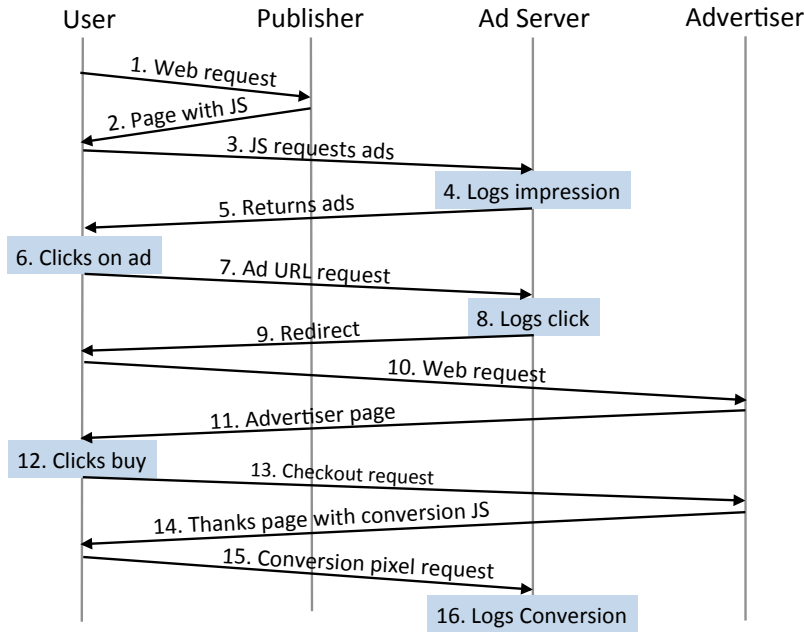 User
Publisher
Ad Server
Advertiser
1. Web request
2. Page with JS
3. JS requests ads
4. Logs impression
5. Returns ads
6. Clicks on ad
7. Ad URL request
8. Logs click
9. Redirect
10. Web request
11. Advertiser page
12. Clicks buy
13. Checkout request
14. Thanks page with conversion JS
15. Conversion pixel request
16. Logs Conversion